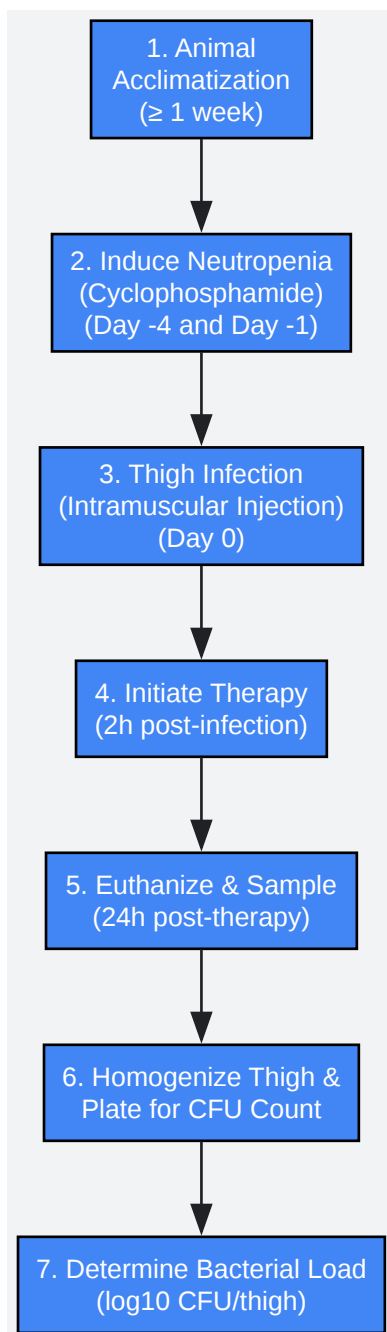 1. Animal
Acclimatization
(≥ 1 week)
2. Induce Neutropenia
(Cyclophosphamide)
(Day -4 and Day -1)
3. Thigh Infection
(Intramuscular Injection)
(Day 0)
4. Initiate Therapy
(2h post-infection)
5. Euthanize & Sample
(24h post-therapy)
6. Homogenize Thigh &
Plate for CFU Count
7. Determine Bacterial Load
(log10 CFU/thigh)